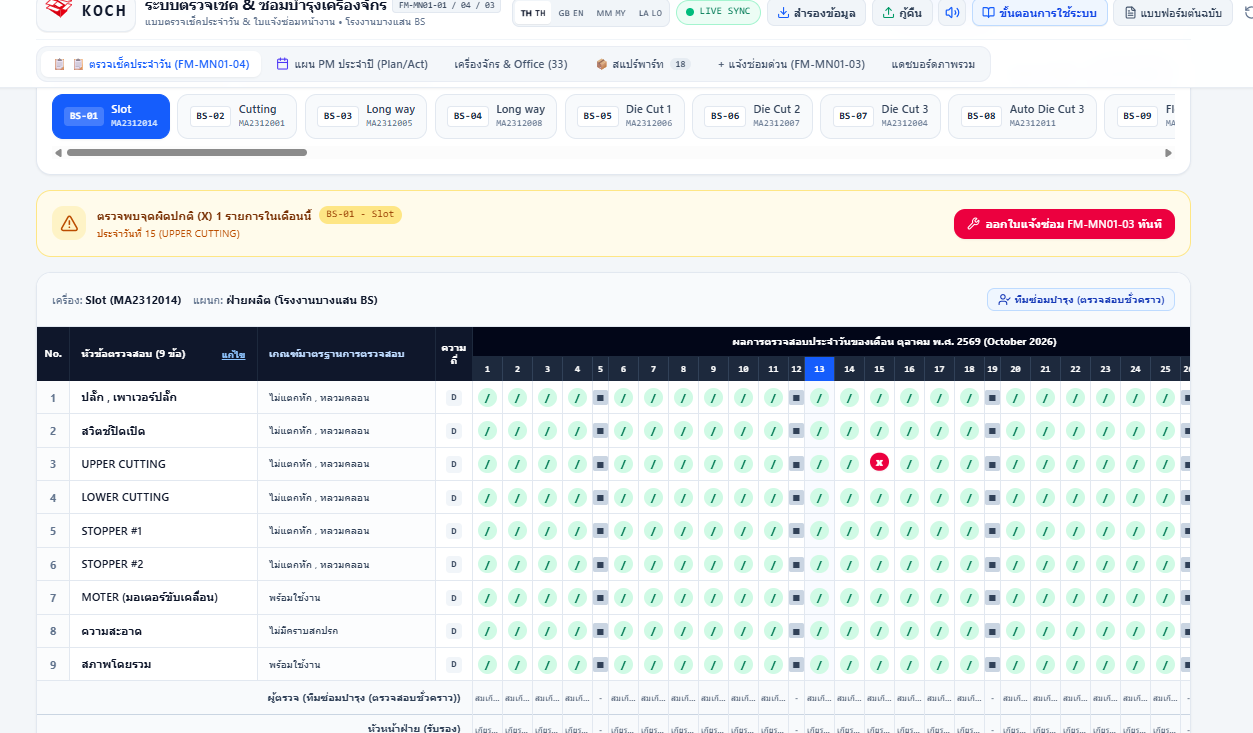 KOCH
ระบบตรวจเช็ค & ซ่อมบำรุงเครื่องจักร FM-MN01-01 / 04 / 03
แบบตรวจเช็คประจำวัน & ใบแจ้งซ่อมหน้างาน • โรงงานบางแสน BS
TH TH GB EN MM MY LA LO
LIVE SYNC
สำรองข้อมูล
กู้คืน
ขั้นตอนการใช้ระบบ
แบบฟอร์มต้นฉบับ
ตรวจเช็คประจำวัน (FM-MN01-04)
แผน PM ประจำปี (Plan/Act)
เครื่องจักร & Office (33)
สแปร์พาร์ท 18
+ แจ้งซ่อมด่วน (FM-MN01-03)
แดชบอร์ดภาพรวม
BS-01 Slot MA2312014
BS-02 Cutting MA2312001
BS-03 Long way MA2312005
BS-04 Long way MA2312008
BS-05 Die Cut 1 MA2312006
BS-06 Die Cut 2 MA2312007
BS-07 Die Cut 3 MA2312004
BS-08 Auto Die Cut 3 MA2312011
BS-09
ตรวจพบจุดผิดปกติ (X) 1 รายการในเดือนนี้ BS-01 - Slot
ประจำวันที่ 15 (UPPER CUTTING)
ออกใบแจ้งซ่อม FM-MN01-03 ทันที
เครื่อง: Slot (MA2312014) แผนก: ฝ่ายผลิต (โรงงานบางแสน BS)
ทีมซ่อมบำรุง (ตรวจสอบชั่วคราว)
No. หัวข้อตรวจสอบ (9 ข้อ) แก้ไข เกณฑ์มาตรฐานการตรวจสอบ ความถี่ ผลการตรวจสอบประจำวันของเดือน ตุลาคม พ.ศ. 2569 (October 2026)
1 2 3 4 5 6 7 8 9 10 11 12 13 14 15 16 17 18 19 20 21 22 23 24 25
1 ปลั๊ก , เพาเวอร์ปลั๊ก ไม่แตกหัก , หลวมคลอน D / / / / ■ / / / / / / ■ / / / / / / ■ / / / / / / ■
2 สวิตซ์ปิดเปิด ไม่แตกหัก , หลวมคลอน D / / / / ■ / / / / / / ■ / / / / / / ■ / / / / / / ■
3 UPPER CUTTING ไม่แตกหัก , หลวมคลอน D / / / / ■ / / / / / / ■ / / x / / / ■ / / / / / / ■
4 LOWER CUTTING ไม่แตกหัก , หลวมคลอน D / / / / ■ / / / / / / ■ / / / / / / ■ / / / / / / ■
5 STOPPER #1 ไม่แตกหัก , หลวมคลอน D / / / / ■ / / / / / / ■ / / / / / / ■ / / / / / / ■
6 STOPPER #2 ไม่แตกหัก , หลวมคลอน D / / / / ■ / / / / / / ■ / / / / / / ■ / / / / / / ■
7 MOTER (มอเตอร์ขับเคลื่อน) พร้อมใช้งาน D / / / / ■ / / / / / / ■ / / / / / / ■ / / / / / / ■
8 ความสะอาด ไม่มีคราบสกปรก D / / / / ■ / / / / / / ■ / / / / / / ■ / / / / / / ■
9 สภาพโดยรวม พร้อมใช้งาน D / / / / ■ / / / / / / ■ / / / / / / ■ / / / / / / ■
ผู้ตรวจ (ทีมซ่อมบำรุง (ตรวจสอบชั่วคราว))
หัวหน้าฝ่าย (รับรอง)